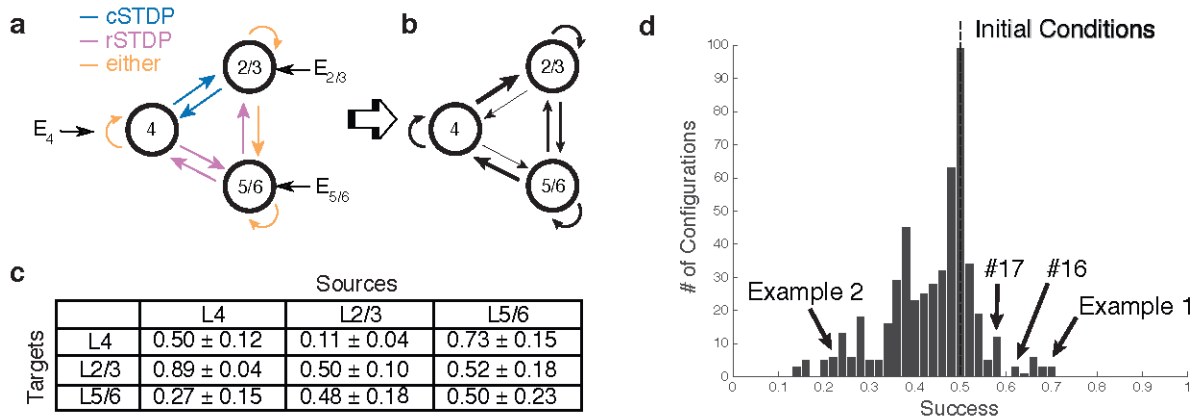 a
cSTDP
rSTDP
either
2/3
E2/3
E4
4
5/6
E5/6
b
2/3
4
5/6
c
Sources
Targets
L4 L2/3 L5/6
L4 0.50 ± 0.12 0.11 ± 0.04 0.73 ± 0.15
L2/3 0.89 ± 0.04 0.50 ± 0.10 0.52 ± 0.18
L5/6 0.27 ± 0.15 0.48 ± 0.18 0.50 ± 0.23
d
Initial Conditions
# of Configurations
100
90
80
70
60
50
40
30
20
10
0
Example 2
#17
#16
Example 1
0 0.1 0.2 0.3 0.4 0.5 0.6 0.7 0.8 0.9 1
Success